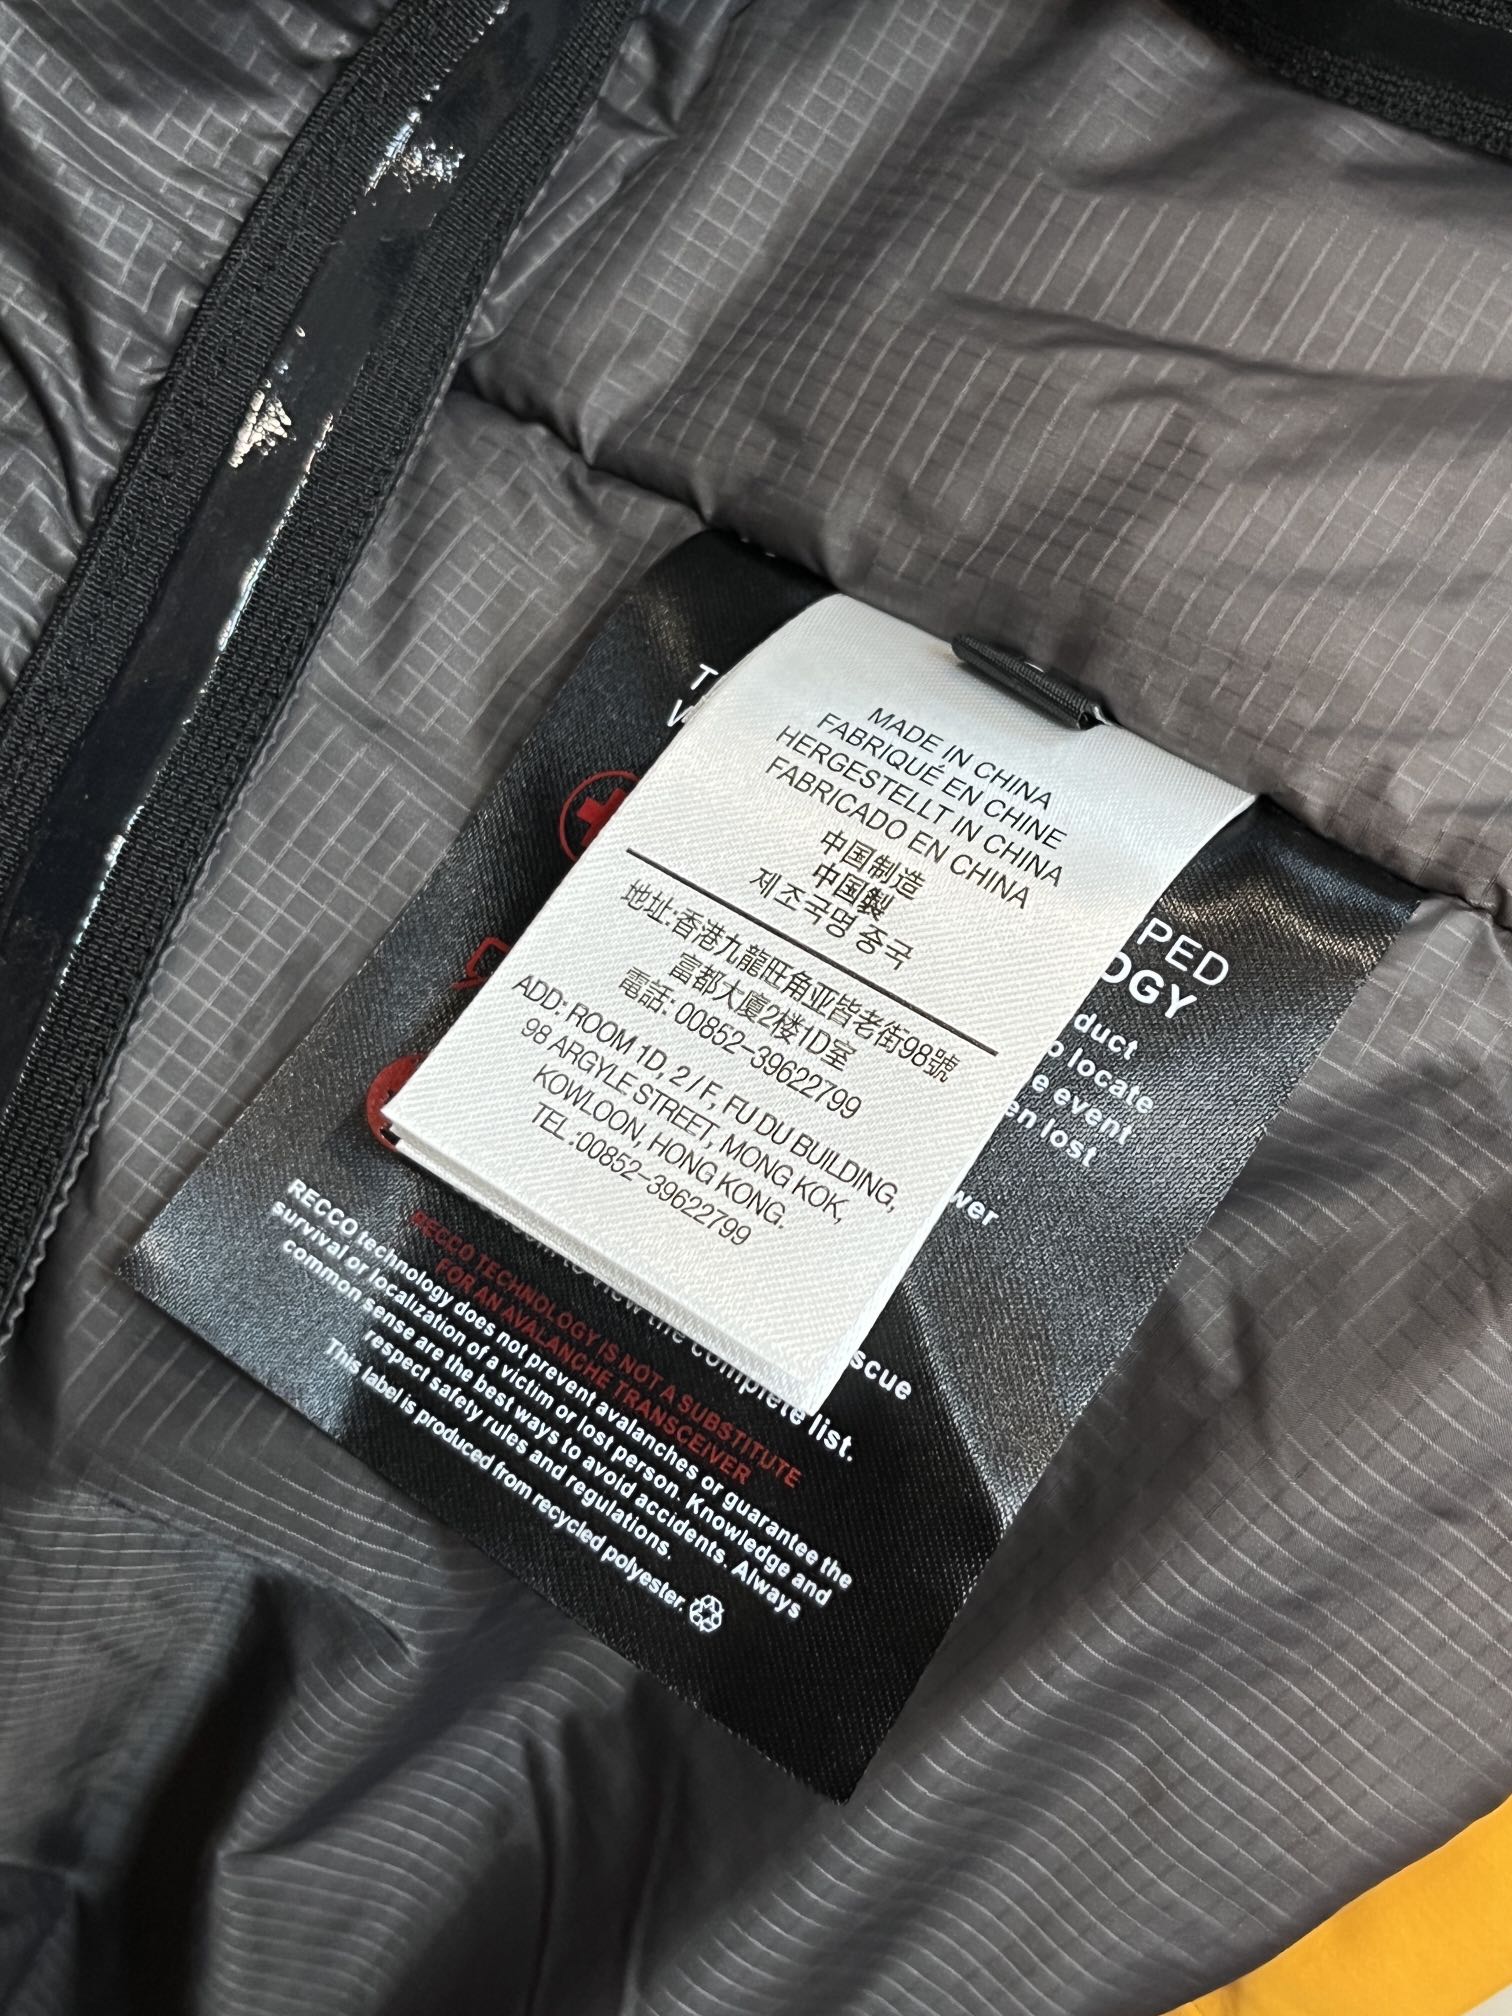 MADE IN CHINA
FABRIQUÉ EN CHINE
HERGESTELLT IN CHINA
FABRICADO EN CHINA
中国制造
中国製
제조국명 중국
地址:香港九龍旺角亚皆老街98號
富都大廈2楼1D室
電話: 00852-39622799
ADD: ROOM 1D, 2 / F, FU DU BUILDING,
98 ARGYLE STREET, MONG KOK,
KOWLOON, HONG KONG.
TEL.:00852-39622799
PED
OGY
duct
o locate
e event
en lost
wer
scue
view the complete list.
RECCO TECHNOLOGY IS NOT A SUBSTITUTE
FOR AN AVALANCHE TRANSCEIVER
RECCO technology does not prevent avalanches or guarantee the
survival or localization of a victim or lost person. Knowledge and
common sense are the best ways to avoid accidents. Always
respect safety rules and regulations.
This label is produced from recycled polyester.